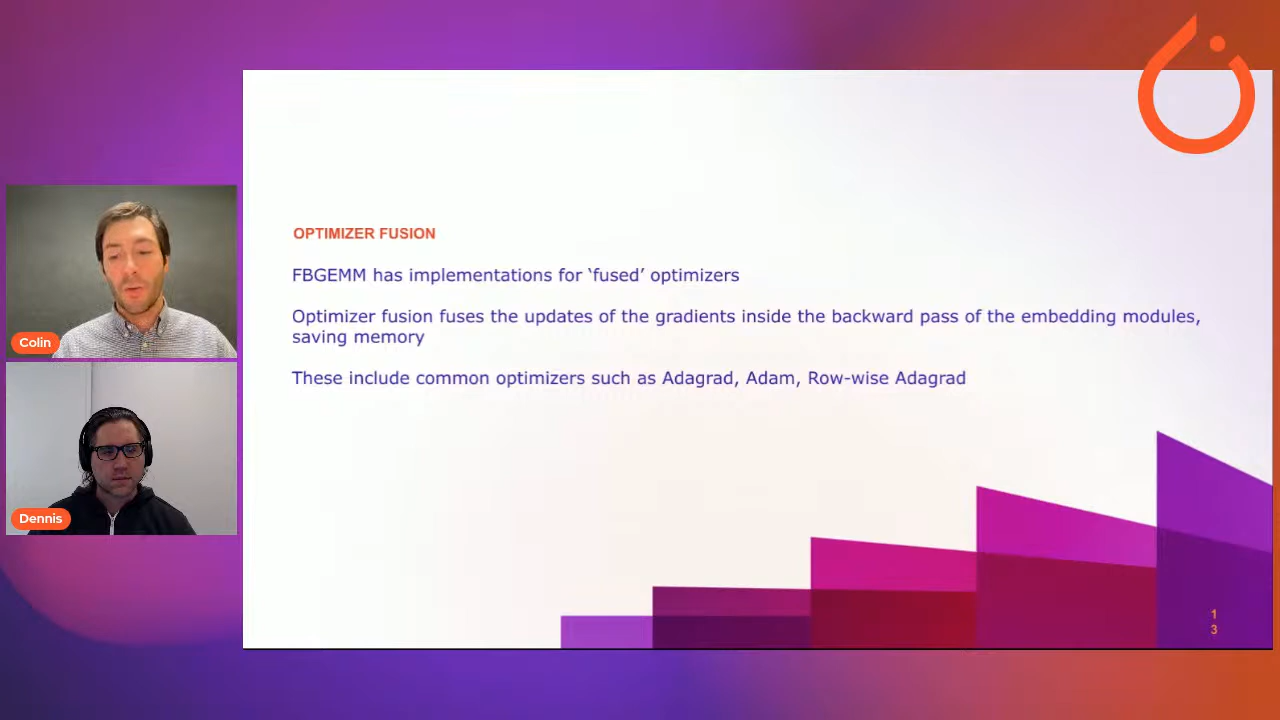 OPTIMIZER FUSION
FBGEMM has implementations for ‘fused’ optimizers
Optimizer fusion fuses the updates of the gradients inside the backward pass of the embedding modules,
saving memory
These include common optimizers such as Adagrad, Adam, Row-wise Adagrad
Colin
Dennis
1
3